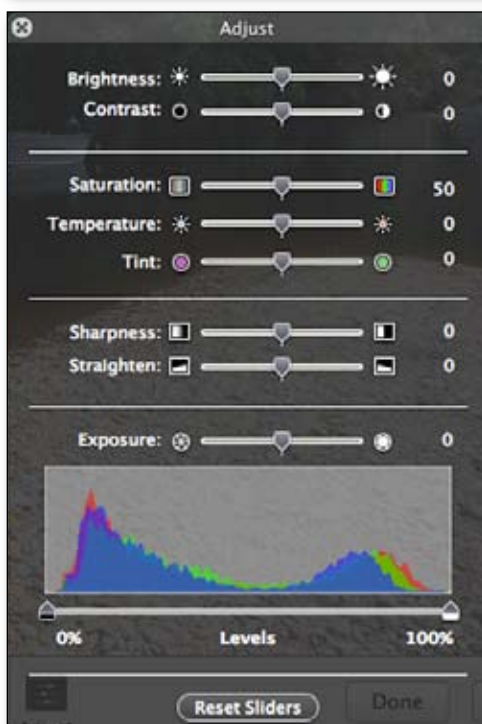 Adjust
Brightness: 0
Contrast: 0
Saturation: 50
Temperature: 0
Tint: 0
Sharpness: 0
Straighten: 0
Exposure: 0
0% Levels 100%
Reset Sliders Done